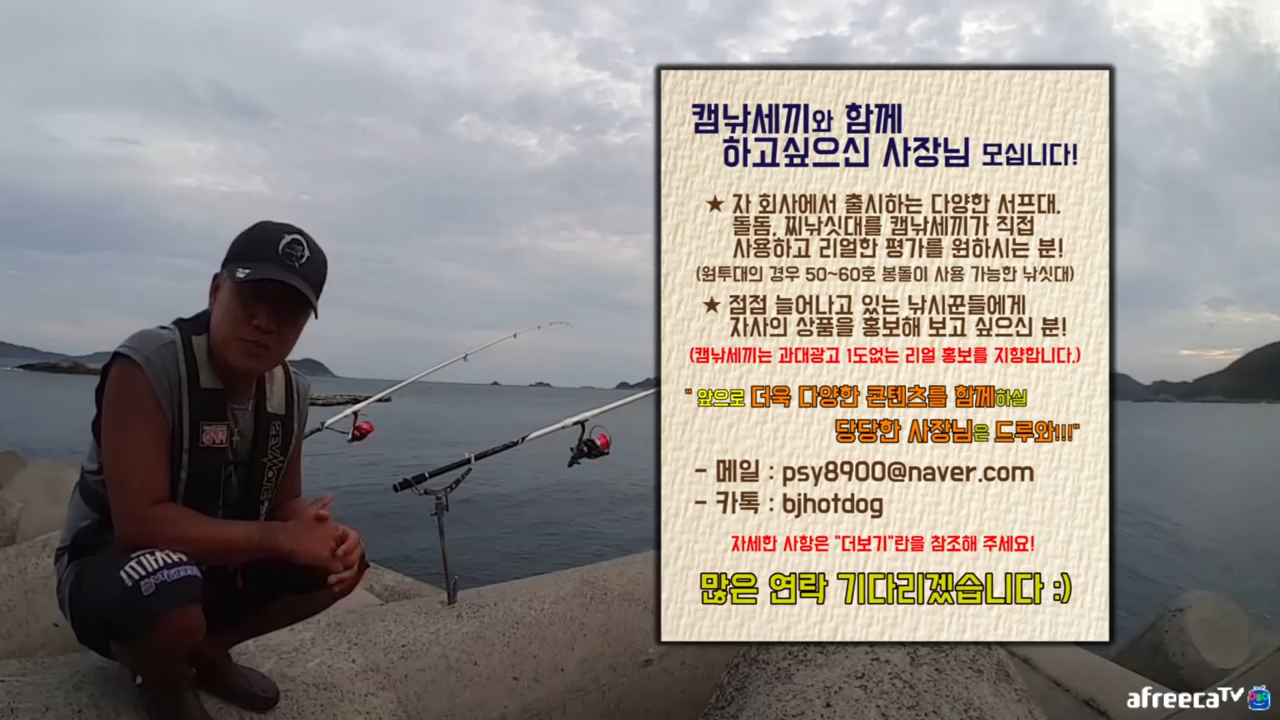 캠낚세끼와 함께
하고싶으신 사장님 모십니다!
★ 자 회사에서 출시하는 다양한 서프대,
돌돔, 찌낚싯대를 캠낚세끼가 직접
사용하고 리얼한 평가를 원하시는 분!
(원투대의 경우 50~60호 봉돌이 사용 가능한 낚싯대)
★ 점점 늘어나고 있는 낚시꾼들에게
자사의 상품을 홍보해 보고 싶으신 분!
(캠낚세끼는 과대광고 1도없는 리얼 홍보를 지향합니다.)
" 앞으로 더욱 다양한 콘텐츠를 함께하실
당당한 사장님은 드루와!!!"
- 메일 : psy8900@naver.com
- 카톡 : bjhotdog
자세한 사항은 "더보기"란을 참조해 주세요!
많은 연락 기다리겠습니다 :)
afreecaTV